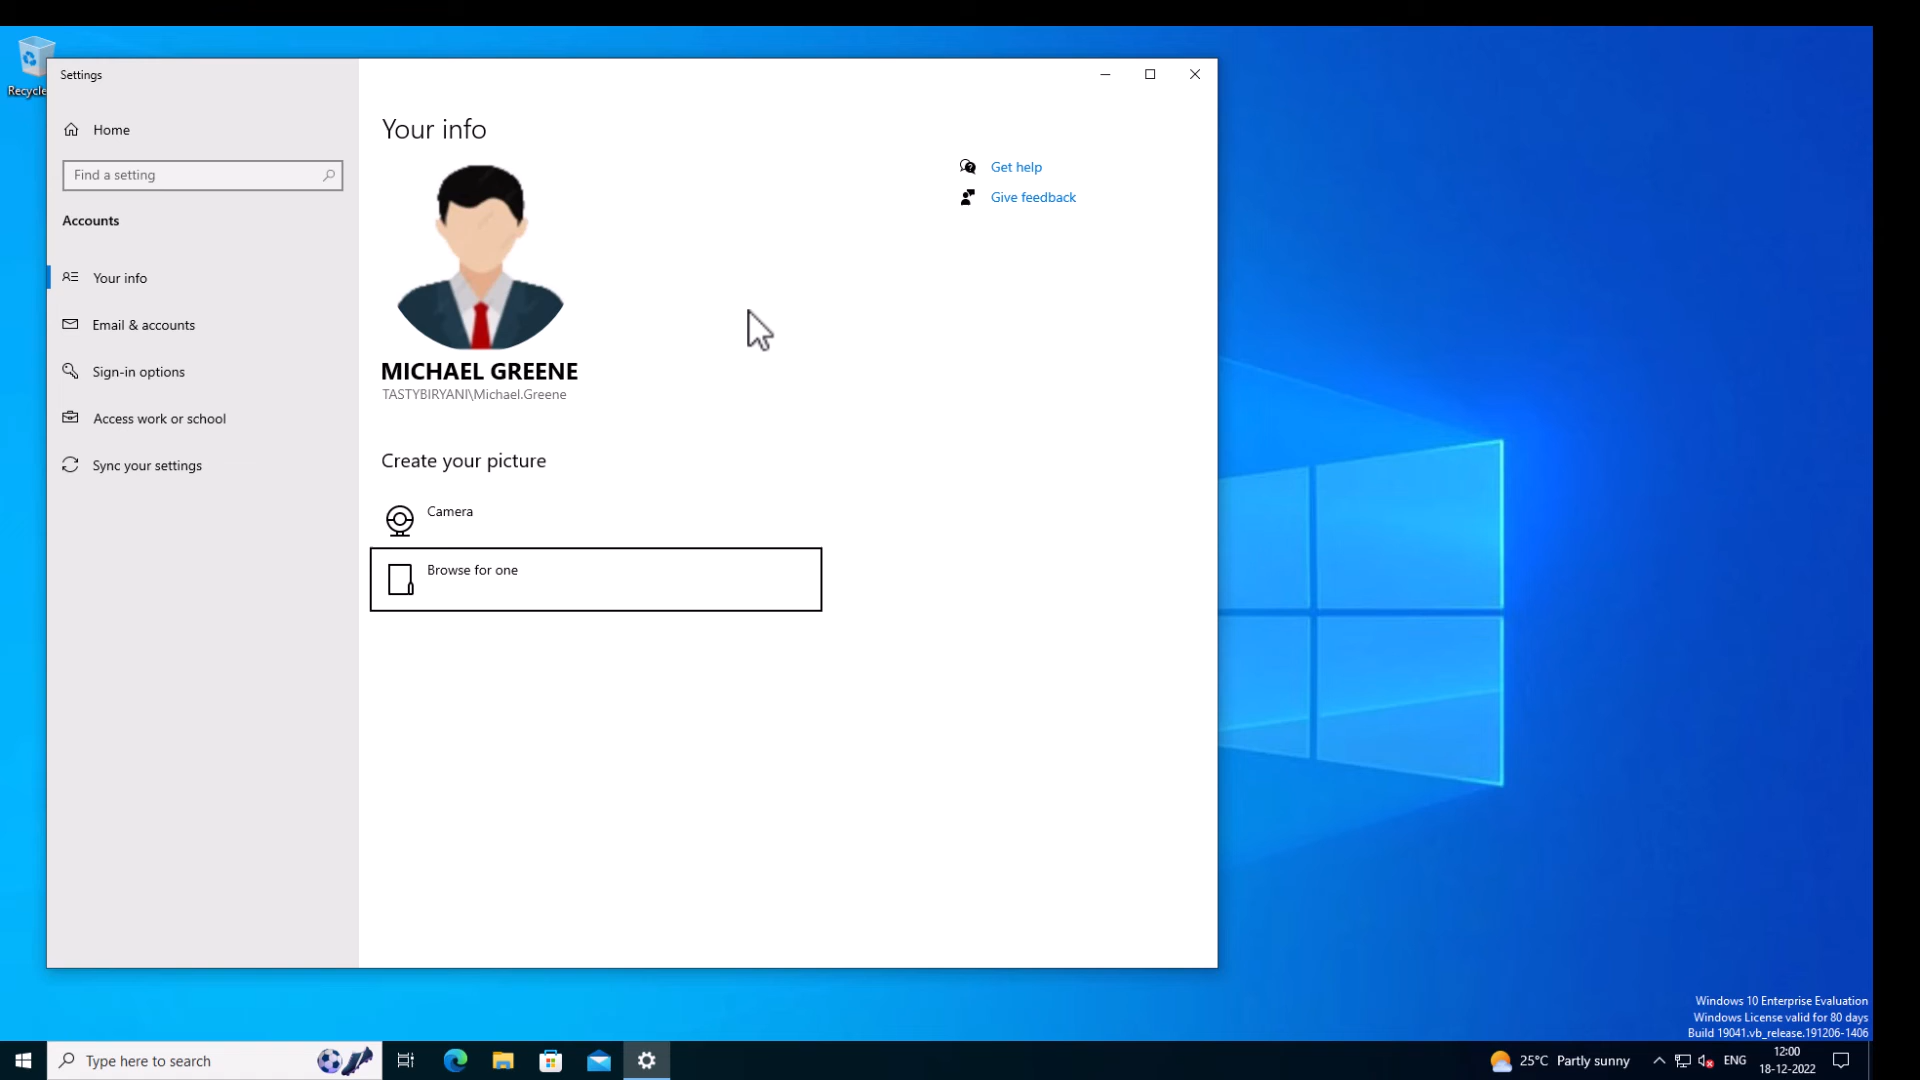 Recycle
Settings
Home
Find a setting
Accounts
Your info
Email & accounts
Sign-in options
Access work or school
Sync your settings
Your info
MICHAEL GREENE
TASTYBIRYANI\Michael.Greene
Create your picture
Camera
Browse for one
Get help
Give feedback
Windows 10 Enterprise Evaluation
Windows License valid for 80 days
Build 19041.vb_release.191206-1406
Type here to search
25°C Partly sunny
ENG
12:00
18-12-2022